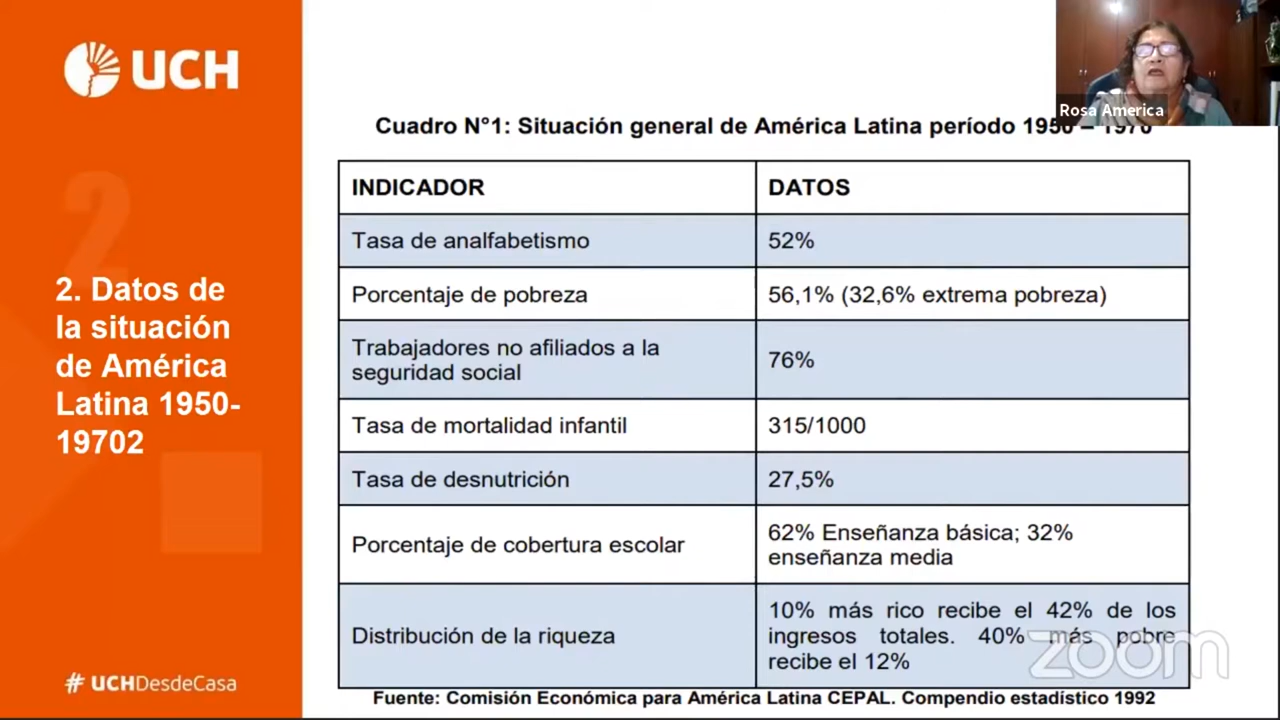 UCH
Rosa America
Cuadro N°1: Situación general de América Latina período 1950 – 1970
INDICADOR DATOS
Tasa de analfabetismo 52%
Porcentaje de pobreza 56,1% (32,6% extrema pobreza)
Trabajadores no afiliados a la
seguridad social
76%
Tasa de mortalidad infantil 315/1000
Tasa de desnutrición 27,5%
Porcentaje de cobertura escolar
62% Enseñanza básica; 32%
enseñanza media
Distribución de la riqueza
10% más rico recibe el 42% de los
ingresos totales. 40% más pobre
recibe el 12%
Fuente: Comisión Económica para América Latina CEPAL. Compendio estadístico 1992
2
2. Datos de
la situación
de América
Latina 1950-
19702
# UCHDesdeCasa
zoom